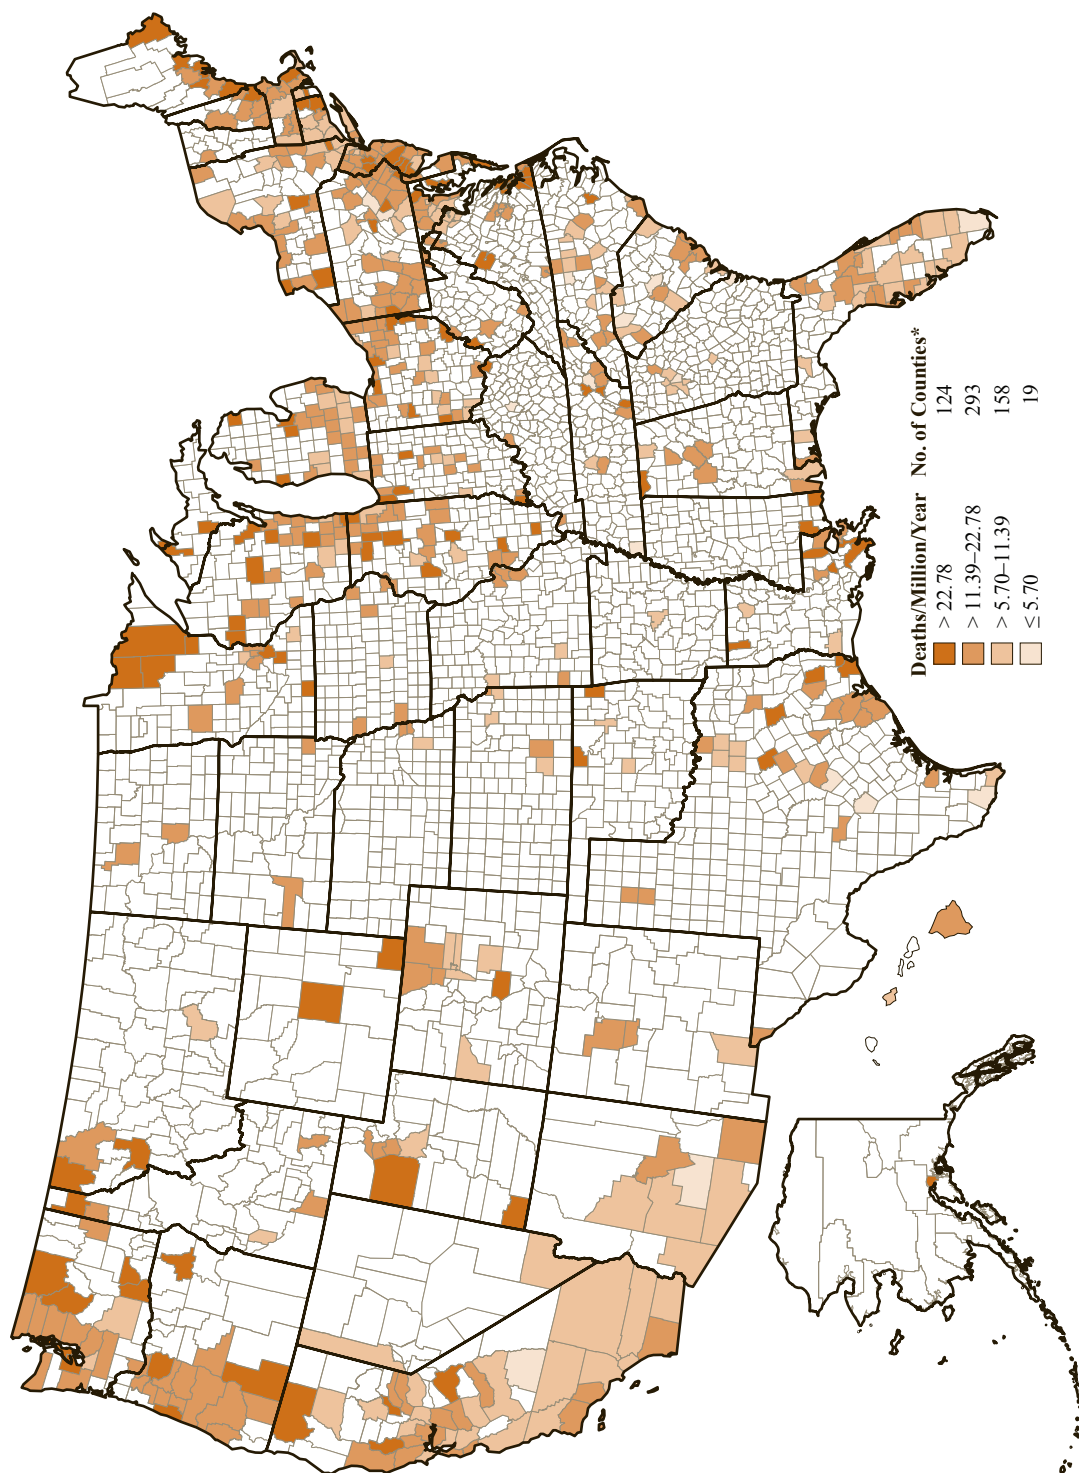 Deaths/Million/Year No. of Counties*
> 22.78 124
> 11.39–22.78 293
> 5.70–11.39 158
≤ 5.70 19